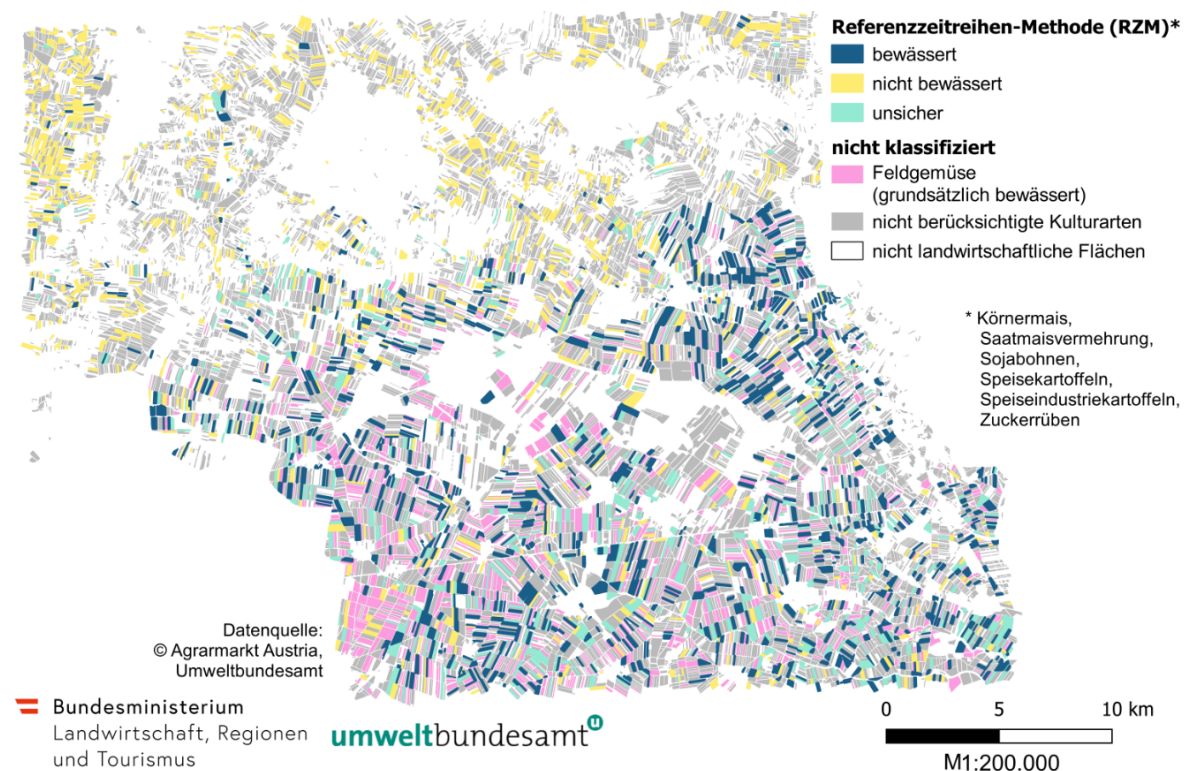 Referenzzeitreihen-Methode (RZM)*
bewässert
nicht bewässert
unsicher
nicht klassifiziert
Feldgemüse
(grundsätzlich bewässert)
nicht berücksichtigte Kulturarten
nicht landwirtschaftliche Flächen
* Körnermais,
Saatmaisvermehrung,
Sojabohnen,
Speisekartoffeln,
Speiseindustriekartoffeln,
Zuckerrüben
Datenquelle:
© Agrarmarkt Austria,
Umweltbundesamt
Bundesministerium
Landwirtschaft, Regionen
und Tourismus
umweltbundesamt u
0 5 10 km
M1:200.000